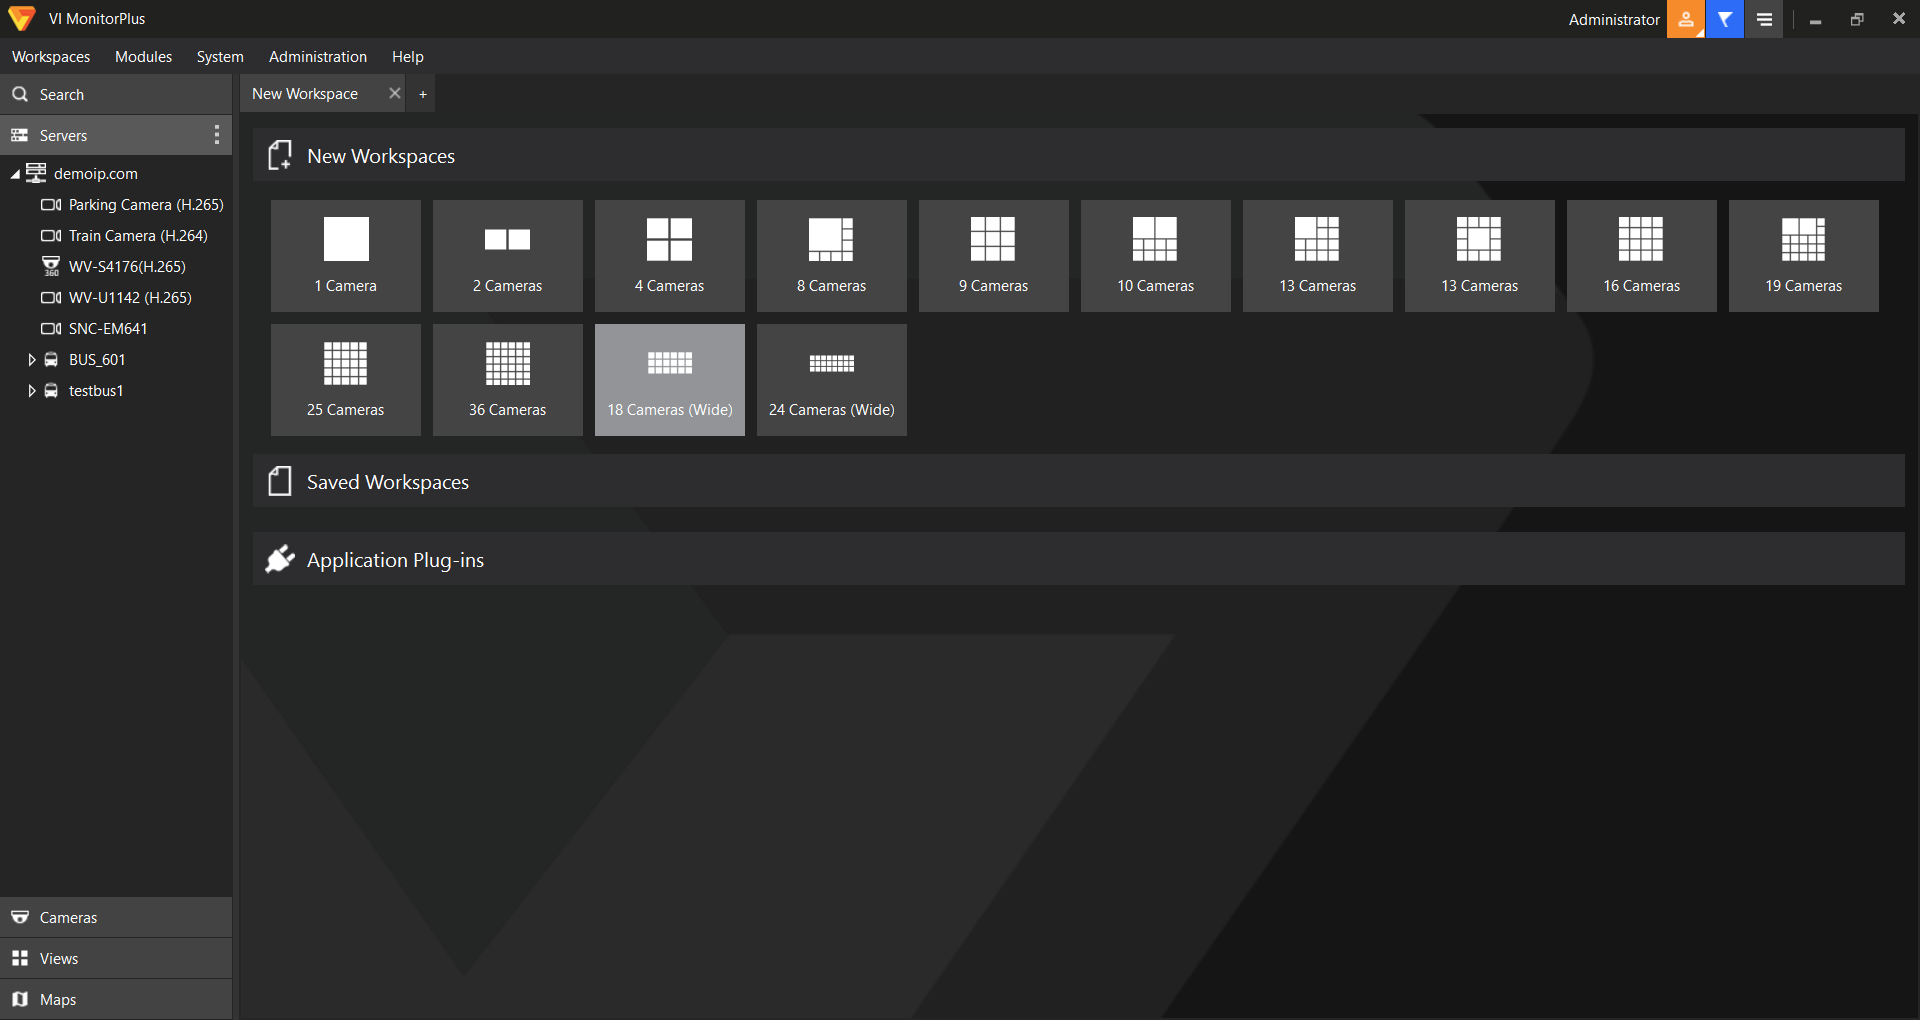 VI MonitorPlus
Administrator
Workspaces Modules System Administration Help
Search
New Workspace
Servers
demoip.com
Parking Camera (H.265)
Train Camera (H.264)
360
WV-S4176(H.265)
WV-U1142 (H.265)
SNC-EM641
BUS_601
testbus1
Cameras
Views
Maps
New Workspaces
1 Camera
2 Cameras
4 Cameras
8 Cameras
9 Cameras
10 Cameras
13 Cameras
13 Cameras
16 Cameras
19 Cameras
25 Cameras
36 Cameras
18 Cameras (Wide)
24 Cameras (Wide)
Saved Workspaces
Application Plug-ins